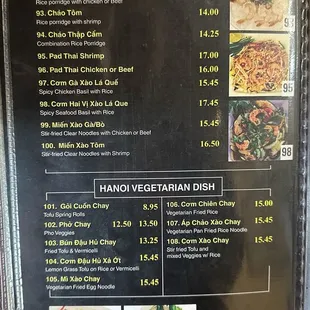 Rice porridge with chicken or Beef
93. Cháo Tôm 14.00
Rice porridge with shrimp
94. Cháo Thập Cẩm 14.25
Combination Rice Porridge
95. Pad Thai Shrimp 17.00
96. Pad Thai Chicken or Beef 16.00
97. Cơm Gà Xào Lá Quế 15.45
Spicy Chicken Basil with Rice
98. Cơm Hai Vị Xào Lá Que 17.45
Spicy Seafood Basil with Rice
99. Miến Xào Gà/Bò 15.45
Stir-fried Clear Noodles with Chicken or Beef
100. Miến Xào Tôm 16.50
Stir-fried Clear Noodles with Shrimp
93
95
98
HANOI VEGETARIAN DISH
101. Gỏi Cuốn Chay 8.95
Tofu Spring Rolls
102. Phở Chay 12.50 13.50
Pho Veggies
103. Bún Đậu Hủ Chay 13.25
Fried Tofu & Vermicelli
104. Cơm Đậu Hủ Xả Ớt 15.45
Lemon Grass Tofu on Rice or Vermicelli
105. Mì Xào Chay 15.45
Vegetarian Fried Egg Noodle
106. Cơm Chiên Chay 15.00
Vegetarian Fried Rice
107. Áp Chảo Xào Chay 15.45
Vegetarian Pan Fried Rice Noodle
108. Cơm Xào Chay 15.45
Stir fried Tofu and
mixed Veggies w/ Rice